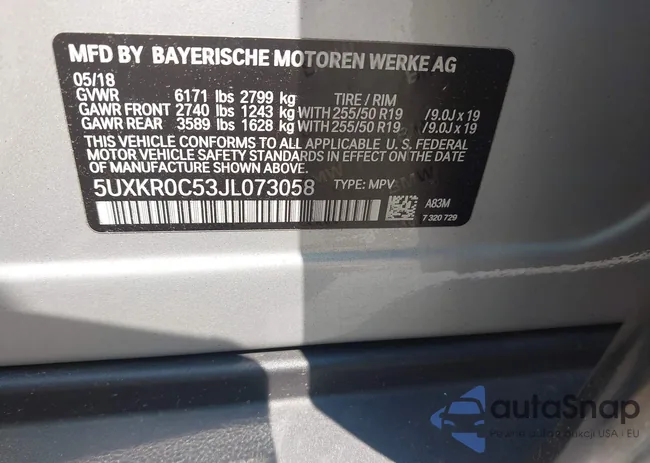 MFD BY BAYERISCHE MOTOREN WERKE AG
05/18
GVWR 6171 lbs 2799 kg TIRE / RIM
GAWR FRONT 2740 lbs 1243 kg WITH 255/50 R19 /9.0J x 19
GAWR REAR 3589 lbs 1628 kg WITH 255/50 R19 /9.0J x 19
THIS VEHICLE CONFORMS TO ALL APPLICABLE U. S. FEDERAL
MOTOR VEHICLE SAFETY STANDARDS IN EFFECT ON THE DATE
OF MANUFACTURE SHOWN ABOVE.
5UXKR0C53JL073058 TYPE: MPV
A83M
7 320 729
autoSnap
USA • EU